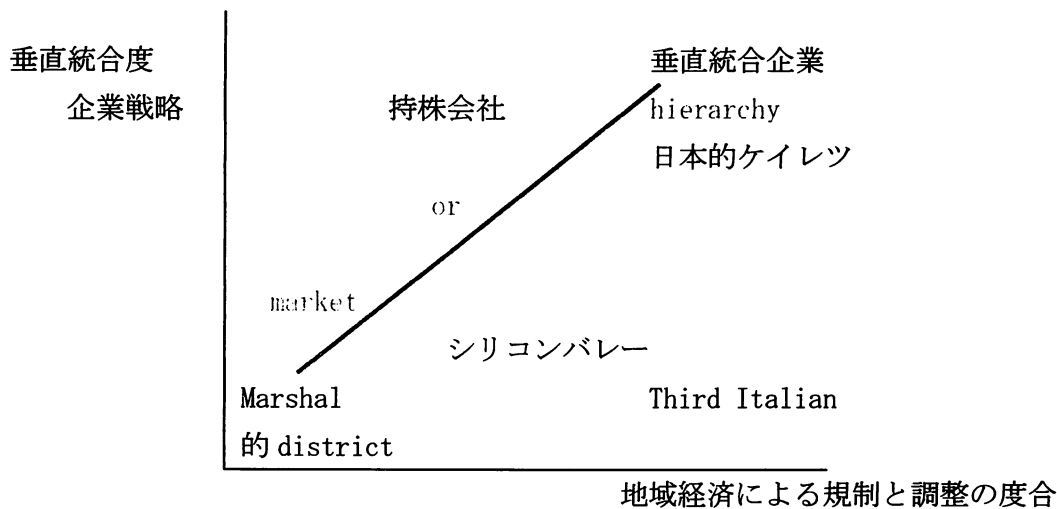 垂直統合度
企業戦略
持株会社
垂直統合企業
hierarchy
日本的ケイレツ
or
market
シリコンバレー
Marshal
的district
Third Italian
地域経済による規制と調整の度合